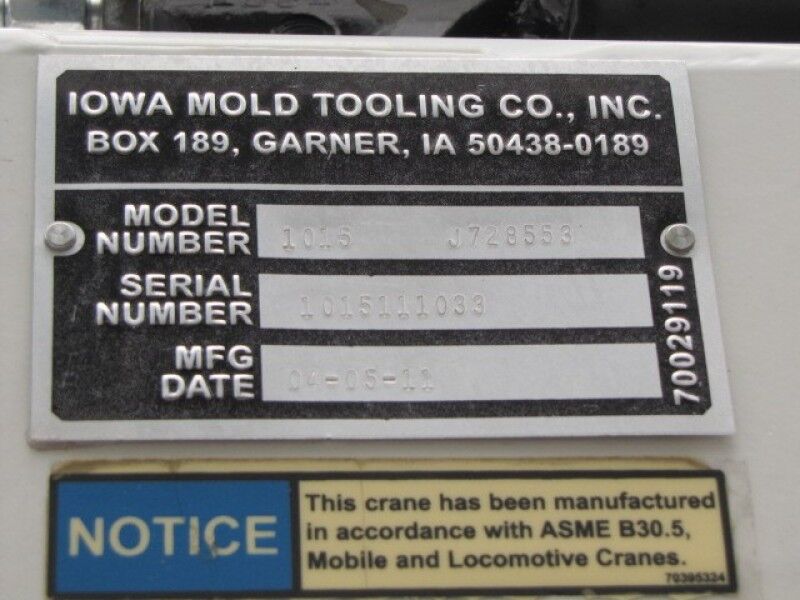 IOWA MOLD TOOLING CO., INC.
BOX 189, GARNER, IA 50438-0189
MODEL NUMBER 1015 J728553
SERIAL NUMBER 1015111033
MFG DATE 04-05-11
70029119
NOTICE
This crane has been manufactured
in accordance with ASME B30.5,
Mobile and Locomotive Cranes.
70395324